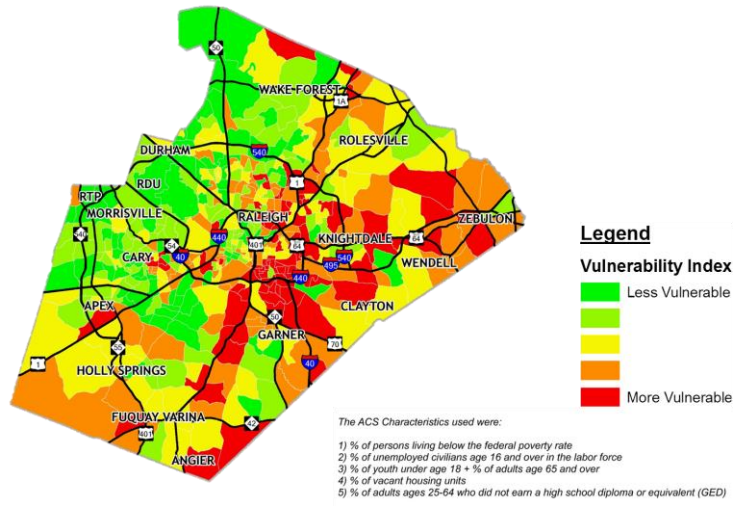 50
WAKE FOREST
1A
ROLESVILLE
DURHAM
540
RDU
1
RTP
MORRISVILLE
RALEIGH
ZEBULON
54
440
401
64
KNIGHTDALE
64
CARY
40
540
WENDELL
495
440
APEX
CLAYTON
50
GARNER
70
55
1
40
HOLLY SPRINGS
FUQUAY VARINA
42
401
ANGIER
Legend
Vulnerability Index
Less Vulnerable
More Vulnerable
The ACS Characteristics used were:
1) % of persons living below the federal poverty rate
2) % of unemployed civilians age 16 and over in the labor force
3) % of youth under age 18 + % of adults age 65 and over
4) % of vacant housing units
5) % of adults ages 25-64 who did not earn a high school diploma or equivalent (GED)